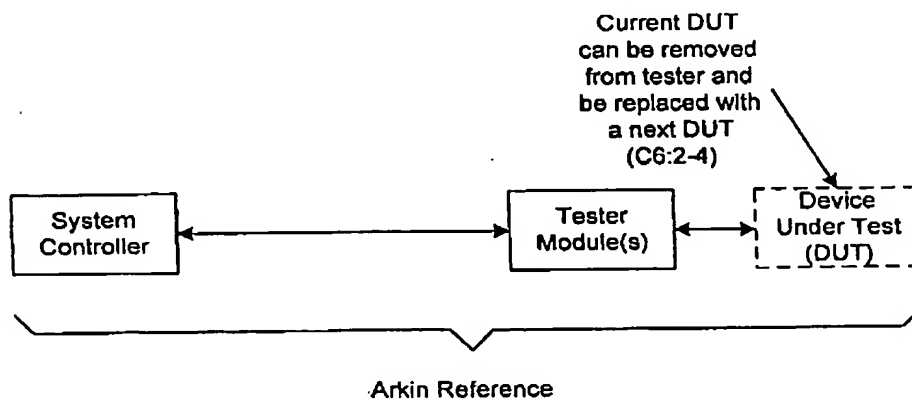 Current DUT
can be removed
from tester and
be replaced with
a next DUT
(C6:2-4)
System
Controller
Tester
Module(s)
Device
Under Test
(DUT)
Arkin Reference